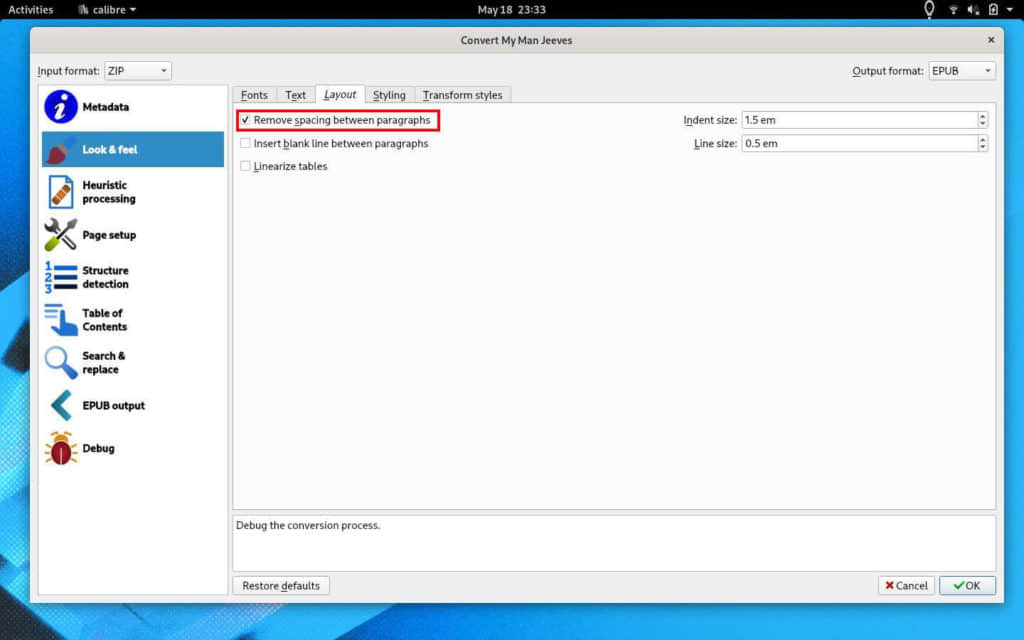 Activities calibre May 18 23:33
Convert My Man Jeeves
Input format: ZIP Output format: EPUB
Metadata
Look & feel
Heuristic
processing
Page setup
1
2
3
Structure
detection
Table of
Contents
Search &
replace
EPUB output
Debug
Fonts Text Layout Styling Transform styles
Remove spacing between paragraphs Indent size: 1.5 em
Insert blank line between paragraphs Line size: 0.5 em
Linearize tables
Debug the conversion process.
Restore defaults Cancel OK